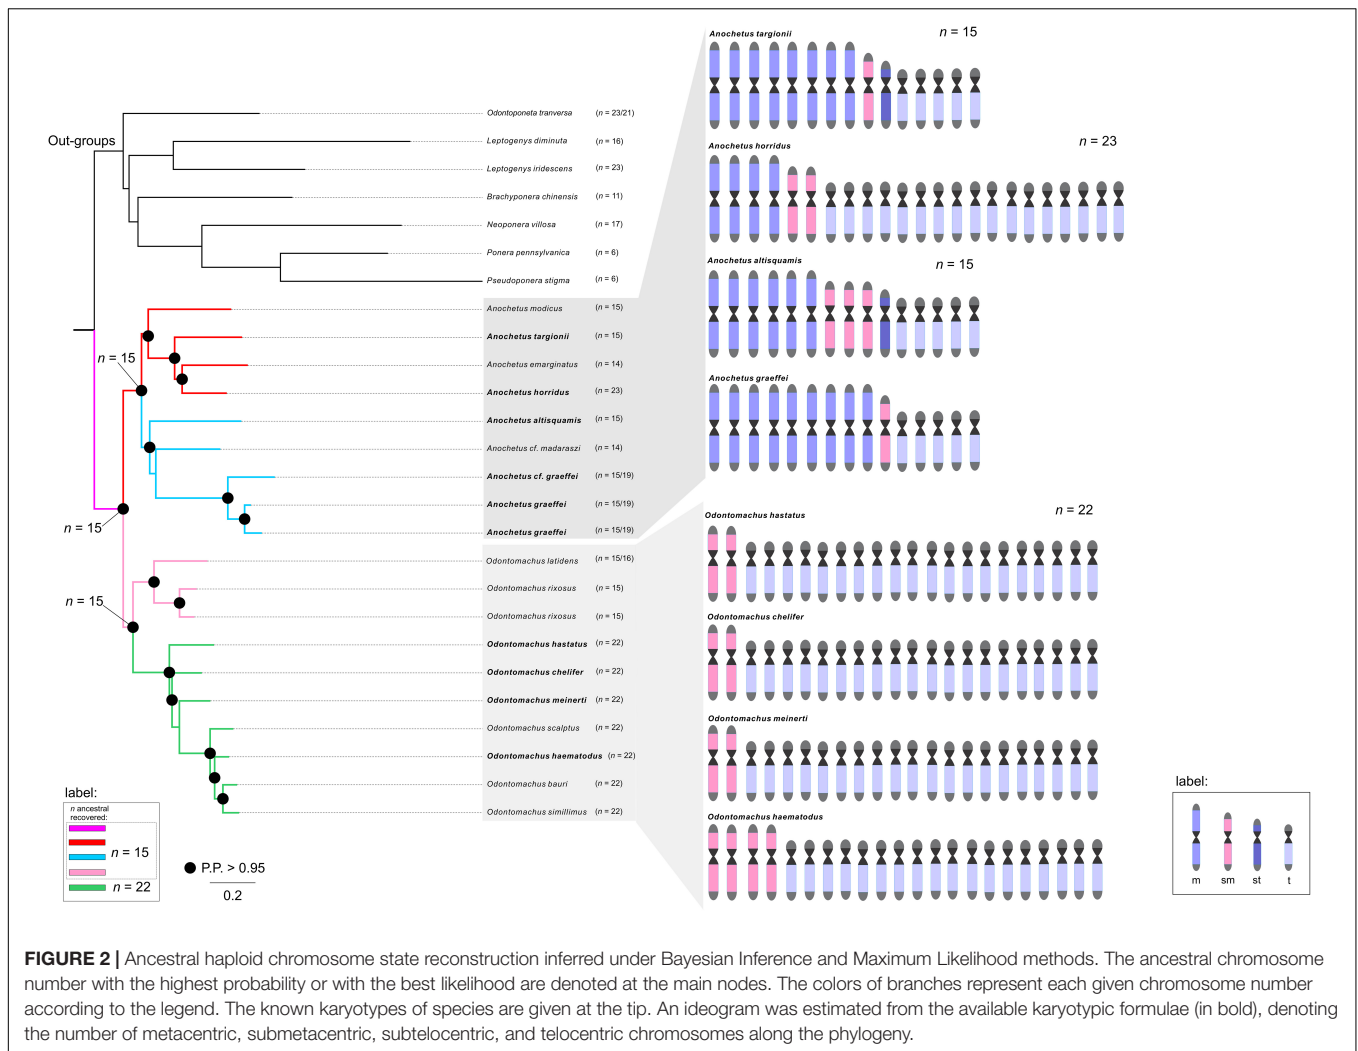 Out-groups
Odontoponeta tranversa (n = 23/21)
Leptogenys diminuta (n = 16)
Leptogenys iridescens (n = 23)
Brachyponera chinensis (n = 11)
Neoponera villosa (n = 17)
Ponera pennsylvanica (n = 6)
Pseudoponera stigma (n = 6)
Anochetus modicus (n = 15)
Anochetus targionii (n = 15)
Anochetus emarginatus (n = 14)
Anochetus horridus (n = 23)
Anochetus altisquamis (n = 15)
Anochetus cf. madaraszi (n = 14)
Anochetus cf. graeffei (n = 15/19)
Anochetus graeffei (n = 15/19)
Anochetus graeffei (n = 15/19)
Odontomachus latidens (n = 15/16)
Odontomachus rixosus (n = 15)
Odontomachus rixosus (n = 15)
Odontomachus hastatus (n = 22)
Odontomachus chelifer (n = 22)
Odontomachus meinerti (n = 22)
Odontomachus scalptus (n = 22)
Odontomachus haematodus (n = 22)
Odontomachus bauri (n = 22)
Odontomachus simillimus (n = 22)
n = 15
n = 15
n = 15
label:
n ancestral
recovered:
n = 15
n = 22
P.P. > 0.95
0.2
Anochetus targionii n = 15
Anochetus horridus n = 23
Anochetus altisquamis n = 15
Anochetus graeffei
Odontomachus hastatus n = 22
Odontomachus chelifer
Odontomachus meinerti
Odontomachus haematodus
label:
m sm st t
FIGURE 2 | Ancestral haploid chromosome state reconstruction inferred under Bayesian Inference and Maximum Likelihood methods. The ancestral chromosome
number with the highest probability or with the best likelihood are denoted at the main nodes. The colors of branches represent each given chromosome number
according to the legend. The known karyotypes of species are given at the tip. An ideogram was estimated from the available karyotypic formulae (in bold), denoting
the number of metacentric, submetacentric, subtelocentric, and telocentric chromosomes along the phylogeny.